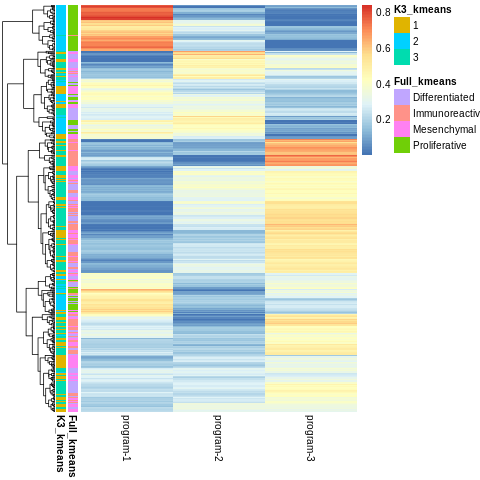 K3_kmeans
1
2
3
Full_kmeans
Differentiated
Immunoreactiv
Mesenchymal
Proliferative
0.8
0.6
0.4
0.2
K3_kmeans
Full_kmeans
program-1
program-2
program-3